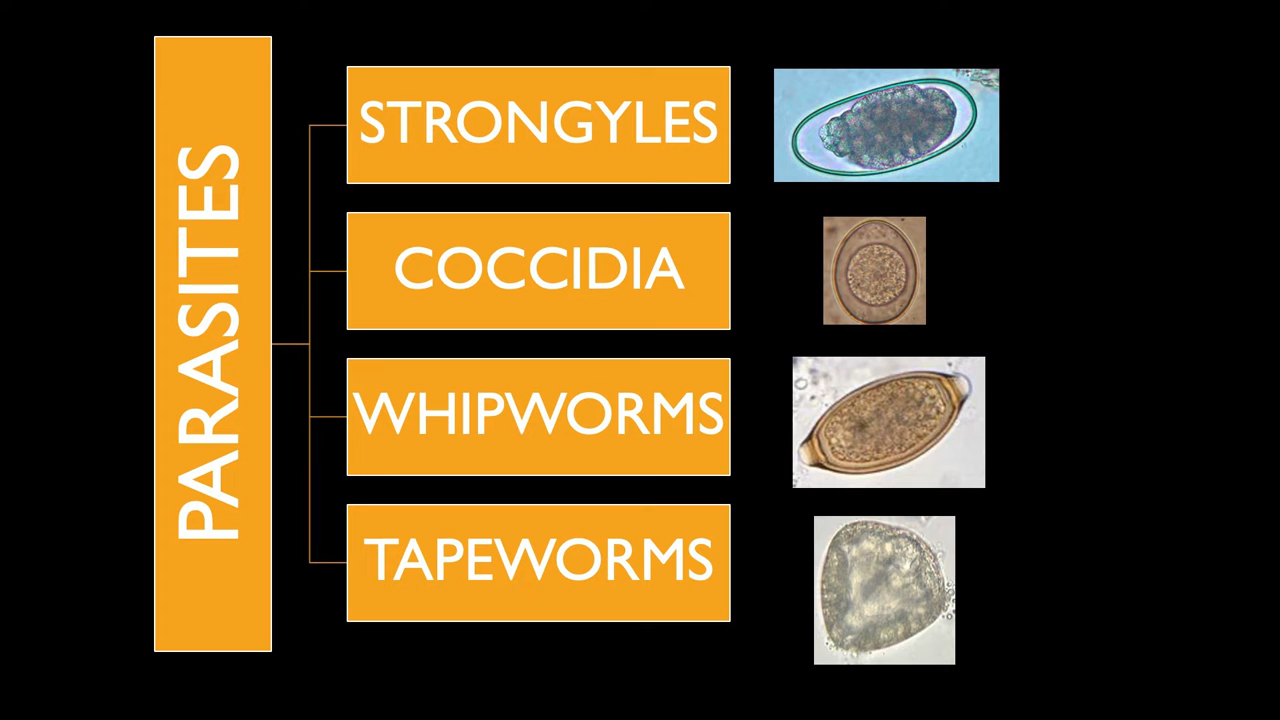 PARASITES
STRONGYLES
COCCIDIA
WHIPWORMS
TAPEWORMS